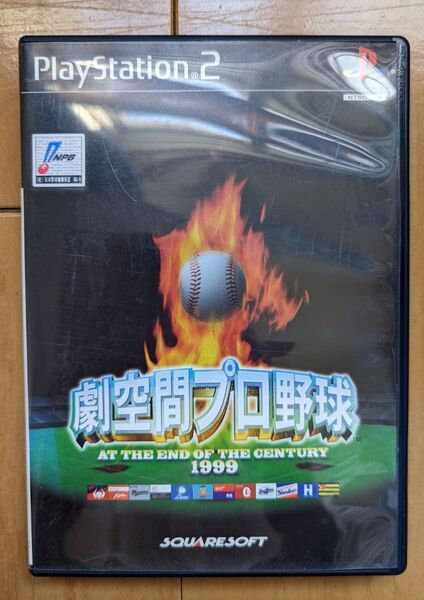 PlayStation®2
NPB
劇空間プロ野球
AT THE END OF THE CENTURY
1999
H
SQUARESOFT